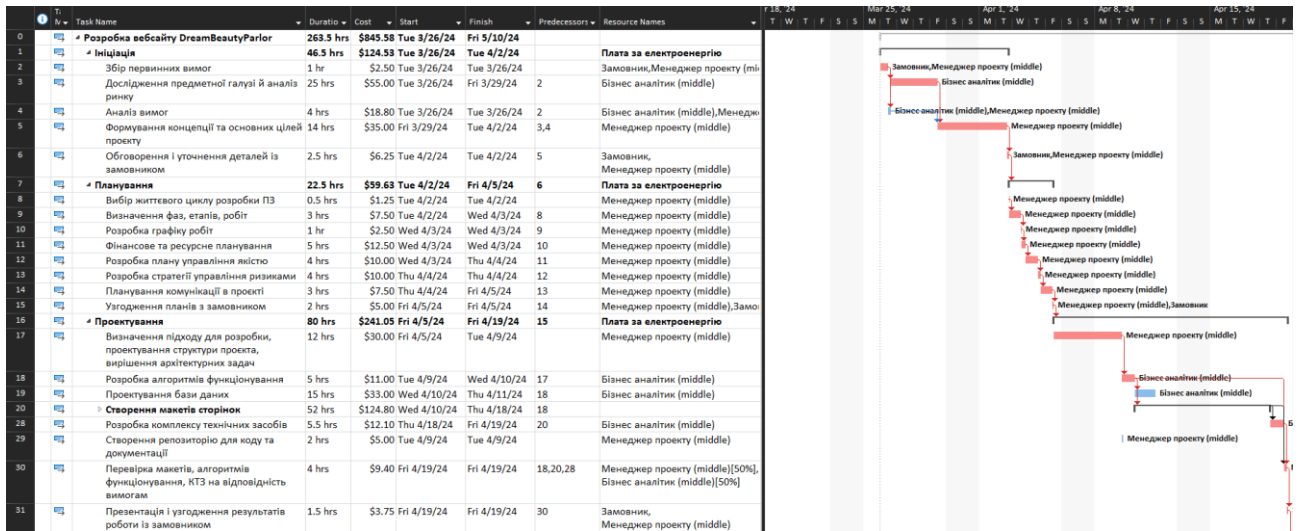 Task Name Duratio Cost Start Finish Predecessors Resource Names
r 18, '24 Mar 25, '24 Apr 1, '24 Apr 8, '24 Apr 15, '24
T W T F S S M T W T F S S M T W T F S S M T W T F S S M T W T F
0 Розробка вебсайту DreamBeautyParlor 263.5 hrs $845.58 Tue 3/26/24 Fri 5/10/24
1 Ініціація 46.5 hrs $124.53 Tue 3/26/24 Tue 4/2/24 Плата за електроенергію
2 Збір первинних вимог 1 hr $2.50 Tue 3/26/24 Tue 3/26/24 Замовник,Менеджер проекту Замовник,Менеджер проекту (middle)
3 Дослідження предметної галузі й аналіз 25 hrs $55.00 Tue 3/26/24 Fri 3/29/24 2 Бізнес аналітик (middle) Бізнес аналітик (middle)
ринку
4 Аналіз вимог 4 hrs $18.80 Tue 3/26/24 Tue 3/26/24 2 Бізнес аналітик (middle),Менедж Бізнес аналітик (middle),Менеджер проекту (middle)
5 Формування концепції та основних цілей 14 hrs $35.00 Fri 3/29/24 Tue 4/2/24 3,4 Менеджер проекту (middle) Менеджер проекту (middle)
проєкту
6 Обговорення і уточнення деталей із 2.5 hrs $6.25 Tue 4/2/24 Tue 4/2/24 5 Замовник, Замовник,Менеджер проекту (middle)
замовником Менеджер проекту (middle)
7 Планування 22.5 hrs $59.63 Tue 4/2/24 Fri 4/5/24 6 Плата за електроенергію
8 Вибір життєвого циклу розробки ПЗ 0.5 hrs $1.25 Tue 4/2/24 Tue 4/2/24 Менеджер проекту (middle) Менеджер проекту (middle)
9 Визначення фаз, етапів, робіт 3 hrs $7.50 Tue 4/2/24 Wed 4/3/24 8 Менеджер проекту (middle) Менеджер проекту (middle)
10 Розробка графіку робіт 1 hr $2.50 Wed 4/3/24 Wed 4/3/24 9 Менеджер проекту (middle) Менеджер проекту (middle)
11 Фінансове та ресурсне планування 5 hrs $12.50 Wed 4/3/24 Wed 4/3/24 10 Менеджер проекту (middle) Менеджер проекту (middle)
12 Розробка плану управління якістю 4 hrs $10.00 Wed 4/3/24 Thu 4/4/24 11 Менеджер проекту (middle) Менеджер проекту (middle)
13 Розробка стратегії управління ризиками 4 hrs $10.00 Thu 4/4/24 Thu 4/4/24 12 Менеджер проекту (middle) Менеджер проекту (middle)
14 Планування комунікації в проєкті 3 hrs $7.50 Thu 4/4/24 Fri 4/5/24 13 Менеджер проекту (middle) Менеджер проекту (middle)
15 Узгодження планів з замовником 2 hrs $5.00 Fri 4/5/24 Fri 4/5/24 14 Менеджер проекту (middle),Замо Менеджер проекту (middle),Замовник
16 Проектування 80 hrs $241.05 Fri 4/5/24 Fri 4/19/24 15 Плата за електроенергію
17 Визначення підходу для розробки, 12 hrs $30.00 Fri 4/5/24 Tue 4/9/24 Менеджер проекту (middle) Менеджер проекту (middle)
проектування структури проєкта,
вирішення архітектурних задач
18 Розробка алгоритмів функціонування 5 hrs $11.00 Tue 4/9/24 Wed 4/10/24 17 Бізнес аналітик (middle) Бізнес аналітик (middle)
19 Проектування бази даних 15 hrs $33.00 Wed 4/10/24 Thu 4/11/24 18 Бізнес аналітик (middle) Бізнес аналітик (middle)
20 Створення макетів сторінок 52 hrs $124.80 Wed 4/10/24 Thu 4/18/24 18
28 Розробка комплексу технічних засобів 5.5 hrs $12.10 Thu 4/18/24 Fri 4/19/24 20 Бізнес аналітик (middle)
29 Створення репозиторію для коду та 2 hrs $5.00 Tue 4/9/24 Tue 4/9/24 Менеджер проекту (middle) Менеджер проекту (middle)
документації
30 Перевірка макетів, алгоритмів 4 hrs $9.40 Fri 4/19/24 Fri 4/19/24 18,20,28 Менеджер проекту (middle)[50%],
функціонування, КТЗ на відповідність Бізнес аналітик (middle)[50%]
вимогам
31 Презентація і узгодження результатів 1.5 hrs $3.75 Fri 4/19/24 Fri 4/19/24 30 Замовник,
роботи із замовником Менеджер проекту (middle)